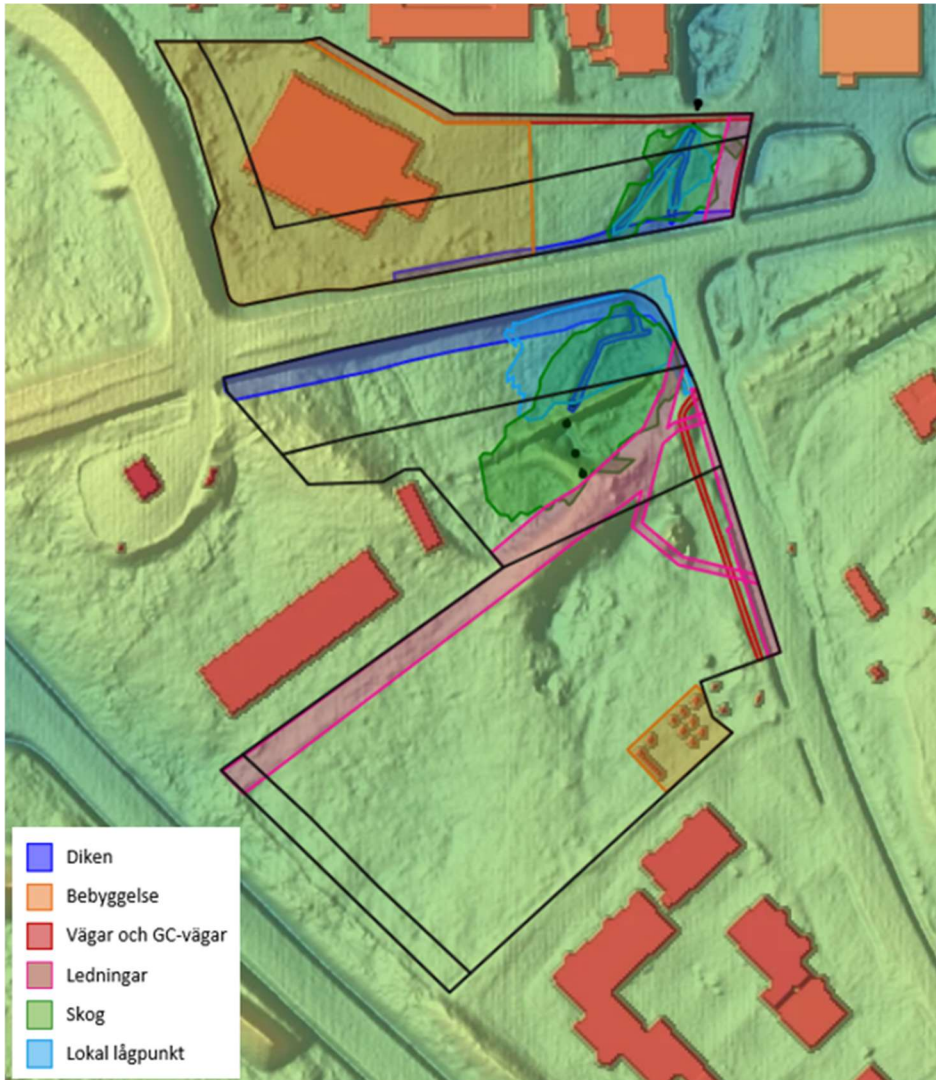 Diken
Bebyggelse
Vägar och GC-vägar
Ledningar
Skog
Lokal lågpunkt